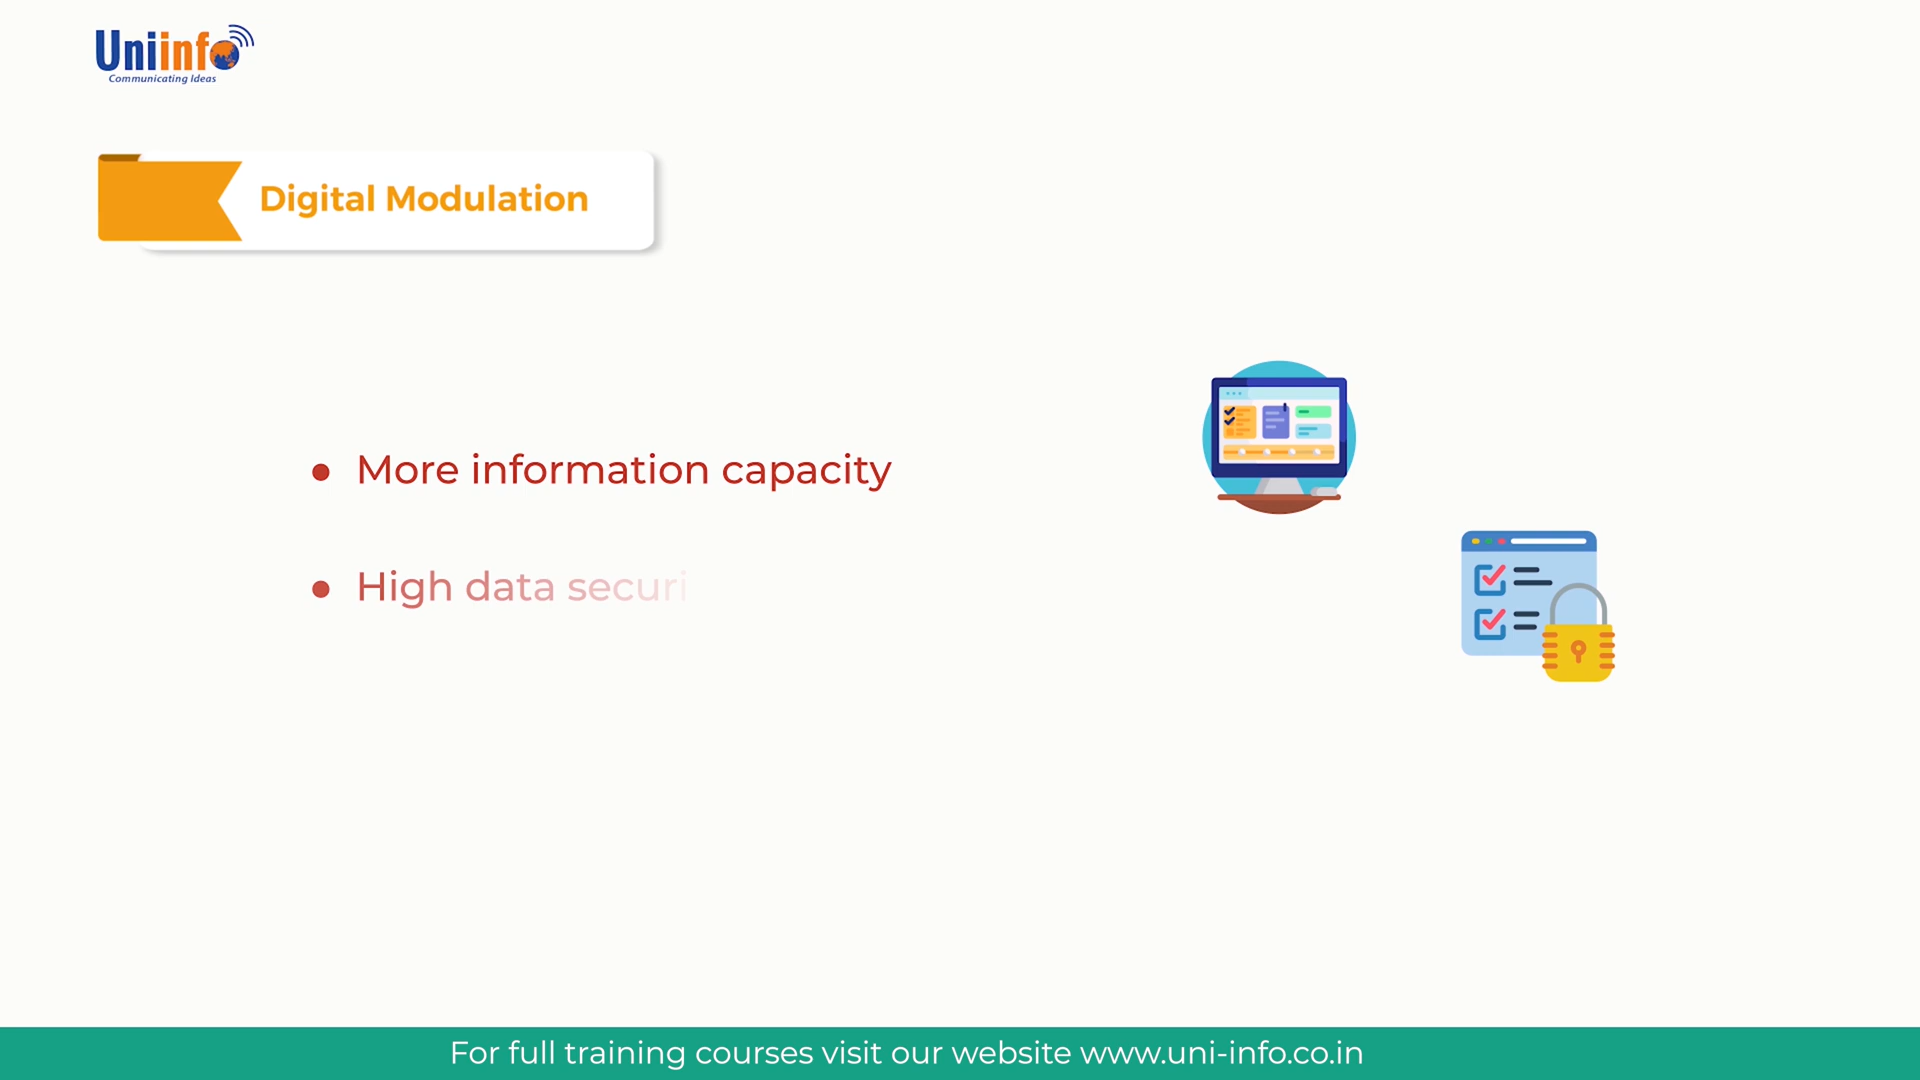 Uniinfo
Communicating Ideas
Digital Modulation
• More information capacity
• High data securi
For full training courses visit our website www.uni-info.co.in